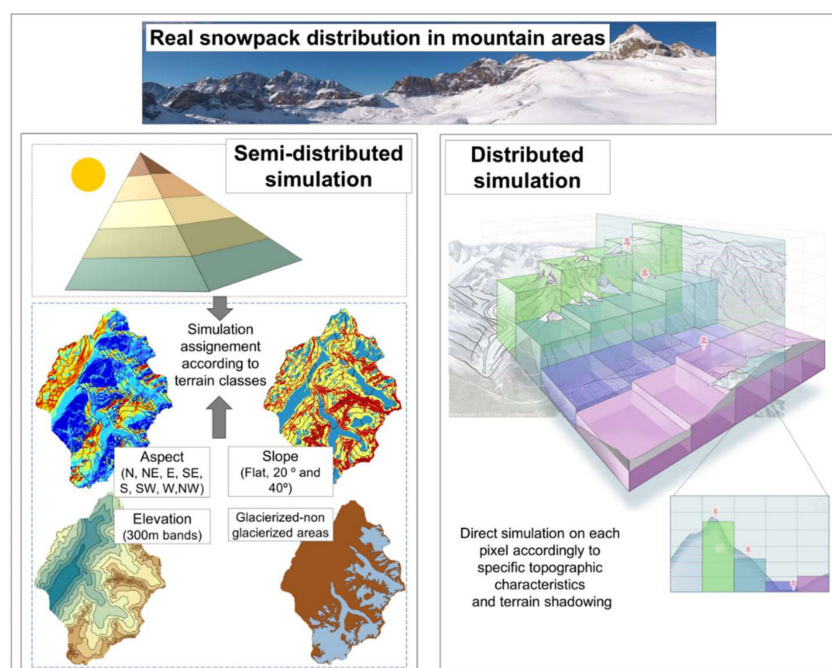 Real snowpack distribution in mountain areas
Semi-distributed
simulation
Simulation
assignement
according to
terrain classes
Aspect
(N, NE, E, SE,
S, SW, W,NW)
Slope
(Flat, 20 º and
40º)
Elevation
(300m bands)
Glacierized-non
glacierized areas
Distributed
simulation
Direct simulation on each
pixel accordingly to
specific topographic
characteristics
and terrain shadowing